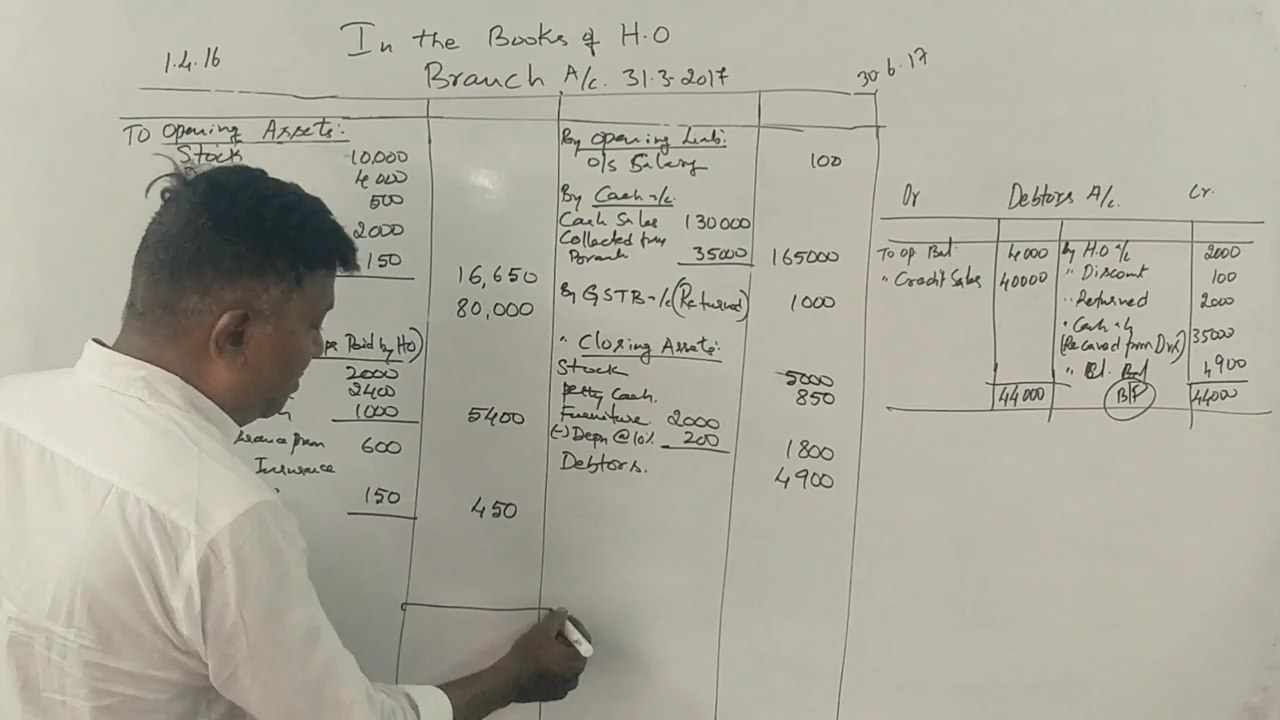 In the Books of H.O
1.4.16
Branch A/c. 31.3.2017
30.6.17
To Opening Assets:
Stock 10,000
4000
500
2000
150
16,650
80,000
Paid by HO)
2000
2400
1000 5400
600
Insurance
150 450
By Opening Liab:
O/s Salary 100
By Cash A/c.
Cash Sales 130000
Collected from
Branch 35000 165000
By GSTB A/c (Returned) 1000
" Closing Assets:
Stock 5000
Petty Cash. 850
Furniture. 2000
(-) Depn @ 10% 200 1800
Debtors. 4900
Dr Debtors A/c. Cr.
To Op Bal. 4000 By H.O A/c 2000
" Credit Sales 40000 " Discount 100
" Returned 2000
" Cash A/c
(Received from Drs) 35000
" Bal 4900
44000 B/F 44000